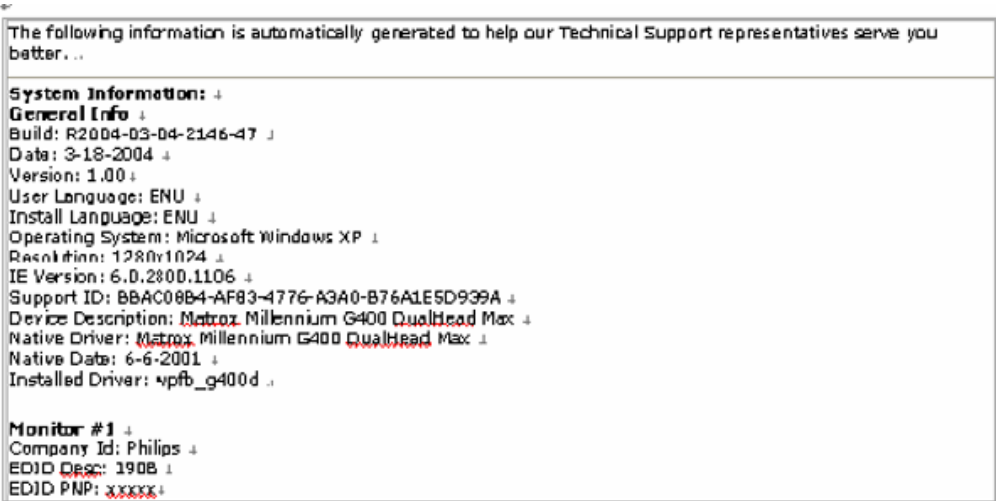 The following information is automatically generated to help our Technical Support representatives serve you
better...
System Information:
General Info
Build: R2004-03-04-2146-47
Date: 3-18-2004
Version: 1.00
User Language: ENU
Install Language: ENU
Operating System: Microsoft Windows XP
Resolution: 1280x1024
IE Version: 6.0.2800.1106
Support ID: BBAC08B4-AF83-4776-A3A0-B76A1E5D939A
Device Description: Matrox Millennium G400 DualHead Max
Native Driver: Matrox Millennium G400 DualHead Max
Native Date: 6-6-2001
Installed Driver: vpfb_g400d
Monitor #1
Company Id: Philips
EDID Desc: 190B
EDID PNP: xxxxx